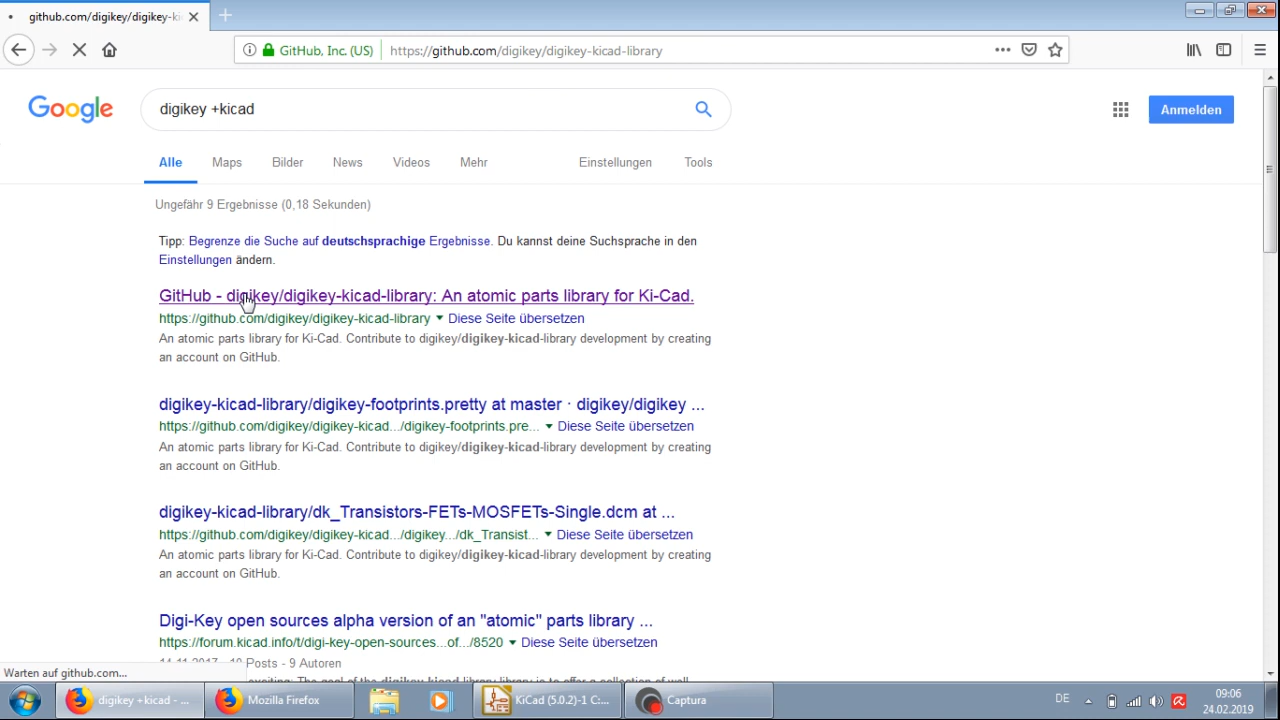 github.com/digikey/digikey-ki
GitHub, Inc. (US)
https://github.com/digikey/digikey-kicad-library
Google
digikey +kicad
Anmelden
Alle
Maps
Bilder
News
Videos
Mehr
Einstellungen
Tools
Ungefähr 9 Ergebnisse (0,18 Sekunden)
Tipp: Begrenze die Suche auf deutschsprachige Ergebnisse. Du kannst deine Suchsprache in den
Einstellungen ändern.
GitHub - digikey/digikey-kicad-library: An atomic parts library for Ki-Cad.
https://github.com/digikey/digikey-kicad-library
Diese Seite übersetzen
An atomic parts library for Ki-Cad. Contribute to digikey/digikey-kicad-library development by creating
an account on GitHub.
digikey-kicad-library/digikey-footprints.pretty at master · digikey/digikey ...
https://github.com/digikey/digikey-kicad.../digikey-footprints.pre...
Diese Seite übersetzen
An atomic parts library for Ki-Cad. Contribute to digikey/digikey-kicad-library development by creating
an account on GitHub.
digikey-kicad-library/dk_Transistors-FETs-MOSFETs-Single.dcm at ...
https://github.com/digikey/digikey-kicad.../digikey.../dk_Transist...
Diese Seite übersetzen
An atomic parts library for Ki-Cad. Contribute to digikey/digikey-kicad-library development by creating
an account on GitHub.
Digi-Key open sources alpha version of an "atomic" parts library ...
https://forum.kicad.info/t/digi-key-open-sources...of.../8520
Diese Seite übersetzen
14.11.2017 - 10 Posts - 9 Autoren
Warten auf github.com...
digikey +kicad - ...
Mozilla Firefox
KiCad (5.0.2)-1 C:...
Captura
DE
09:06
24.02.2019